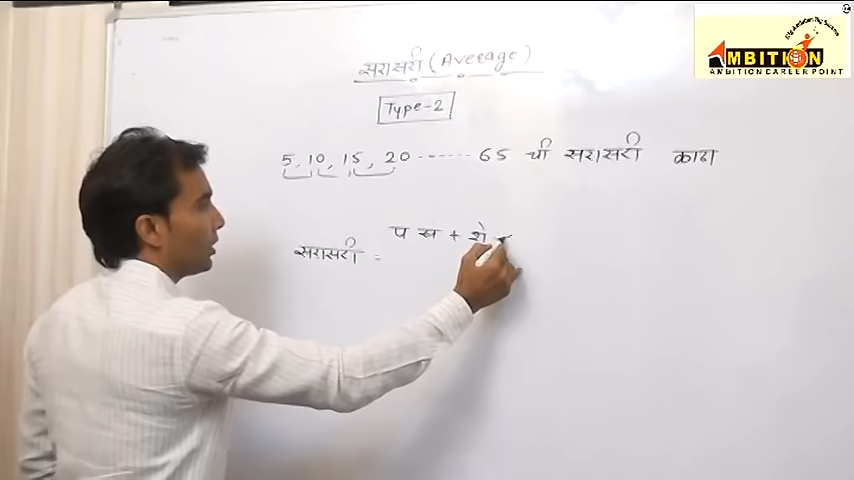 AMBITION
AMBITION CAREER POINT
सरासरी (Average)
Type-2
5, 10, 15, 20 ------ 65 ची सरासरी काढा
प स + शे
सरासरी =